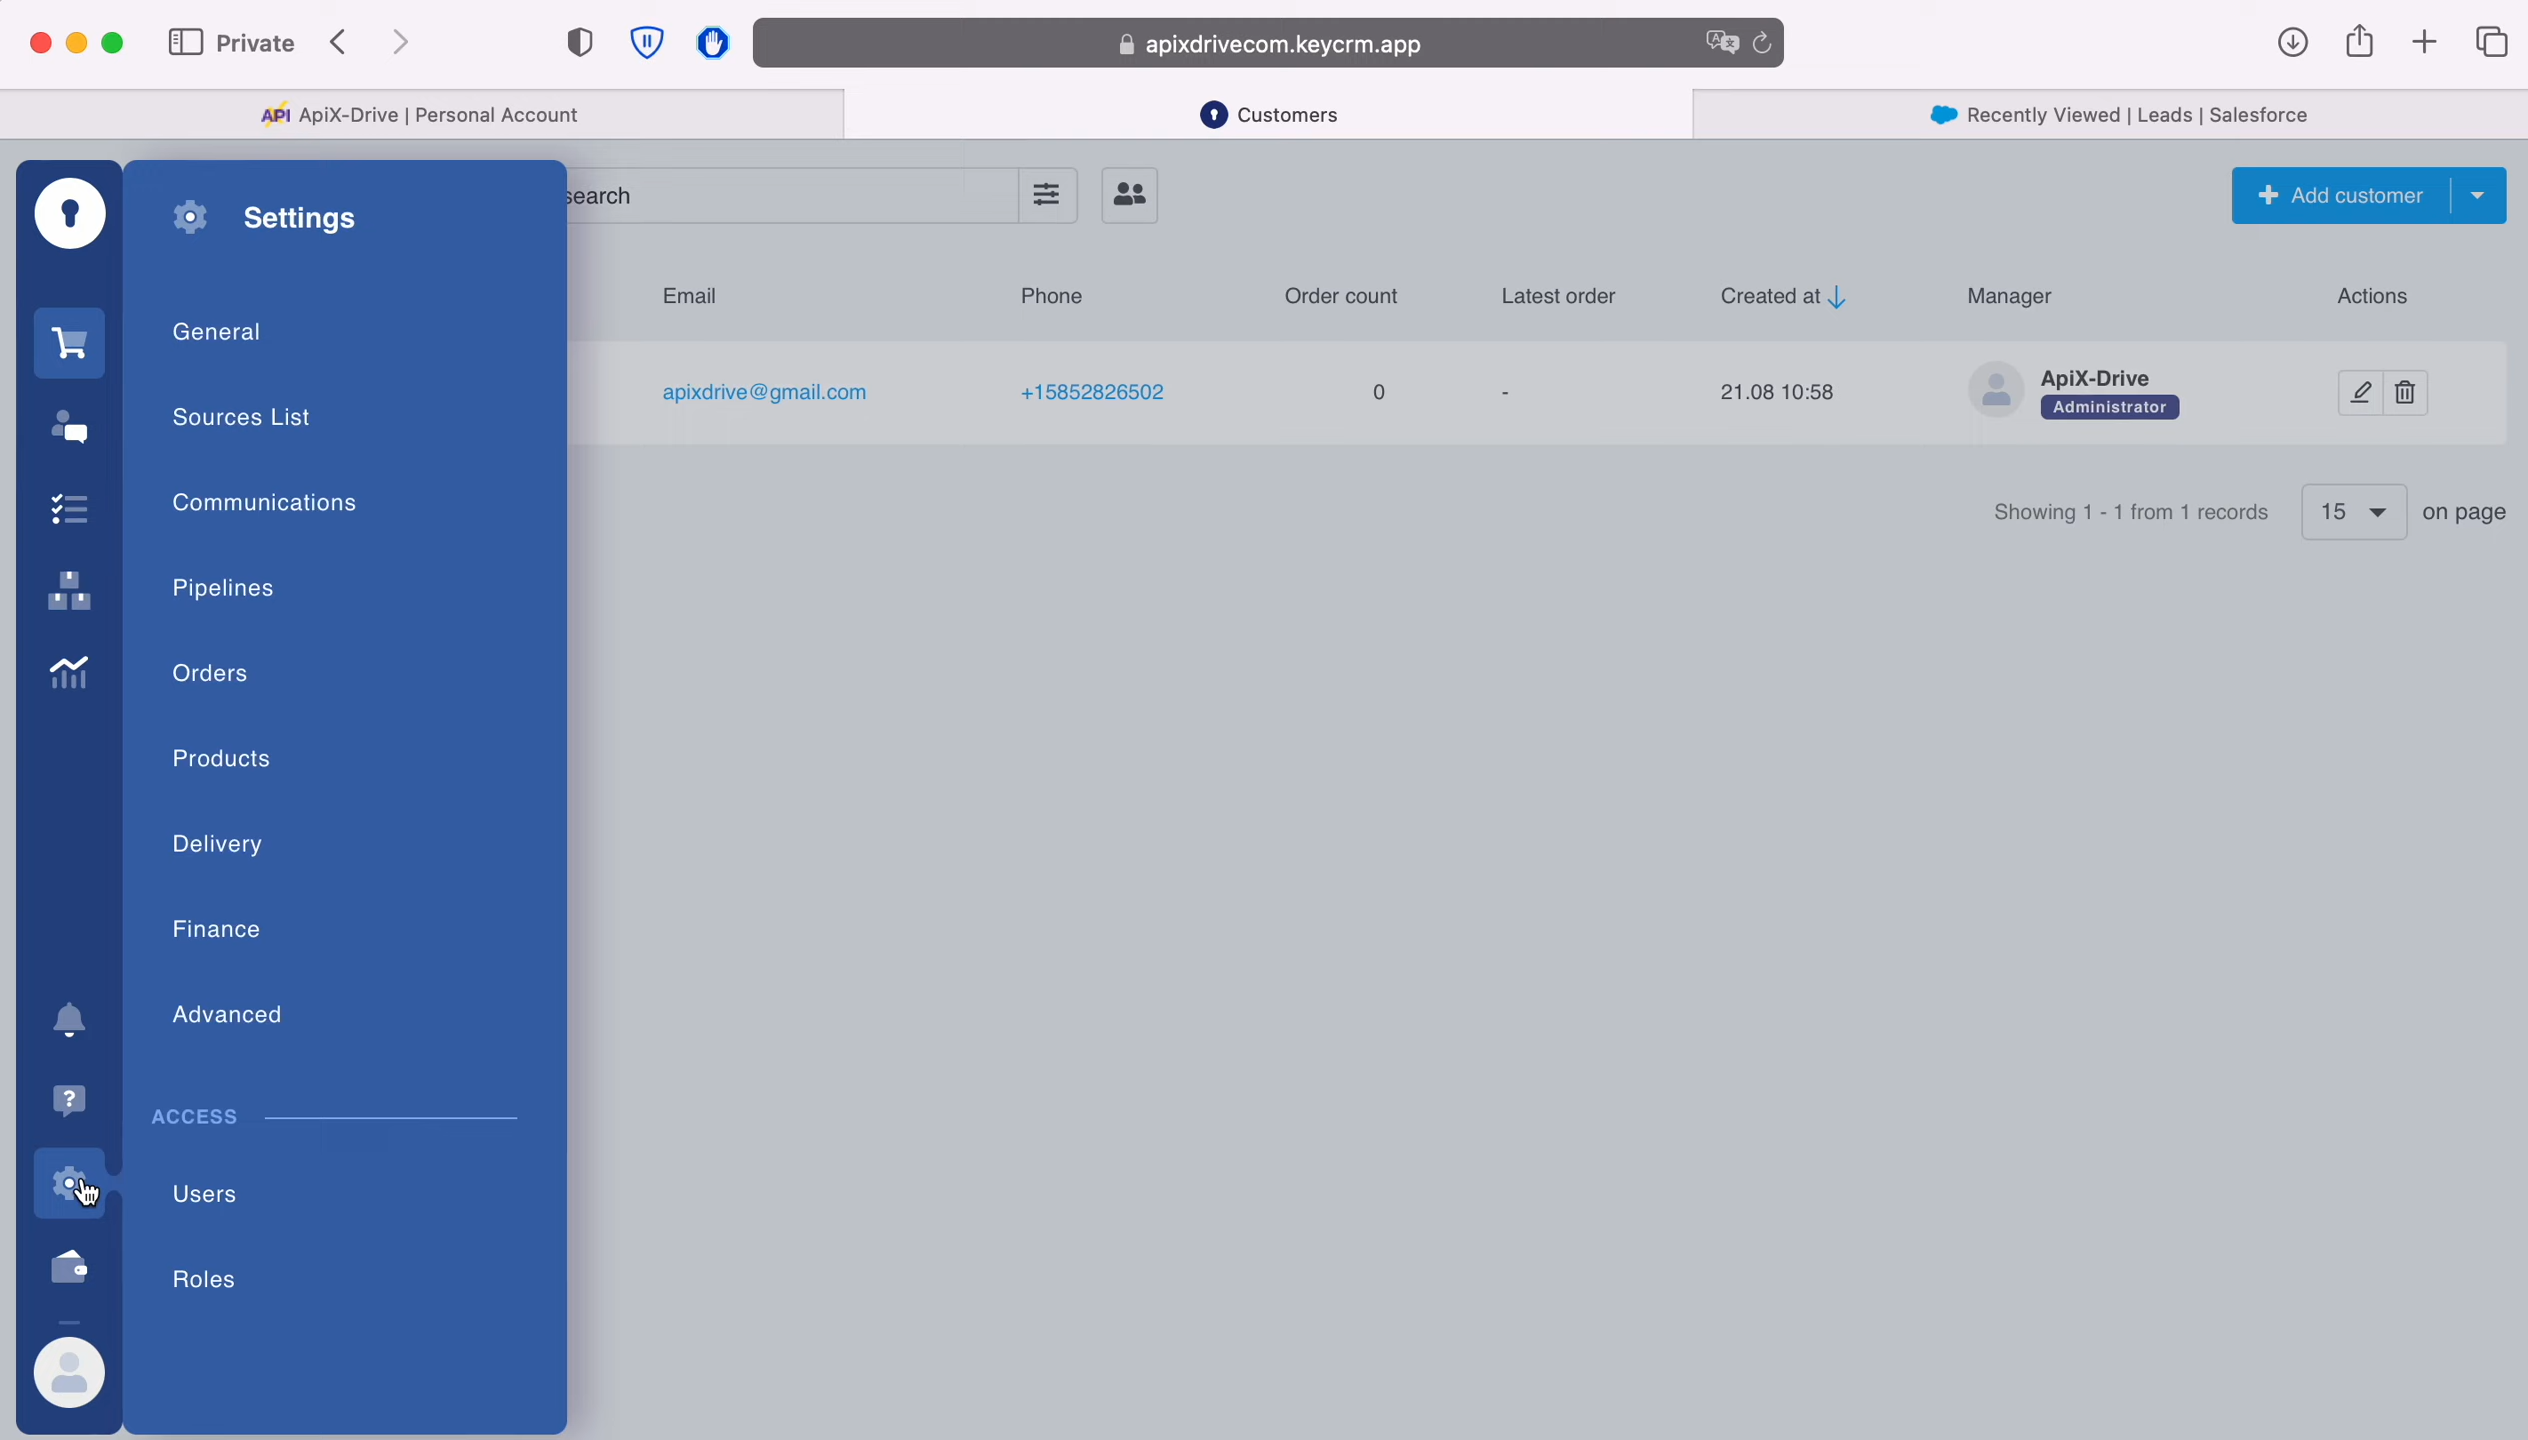 Private
apixdrivecom.keycrm.app
API ApiX-Drive | Personal Account
Customers
Recently Viewed | Leads | Salesforce
Settings
search
Add customer
Email
Phone
Order count
Latest order
Created at
Manager
Actions
General
apixdrive@gmail.com
+15852826502
0
-
21.08 10:58
ApiX-Drive
Administrator
Sources List
Communications
Showing 1 - 1 from 1 records
15
on page
Pipelines
Orders
Products
Delivery
Finance
Advanced
ACCESS
Users
Roles